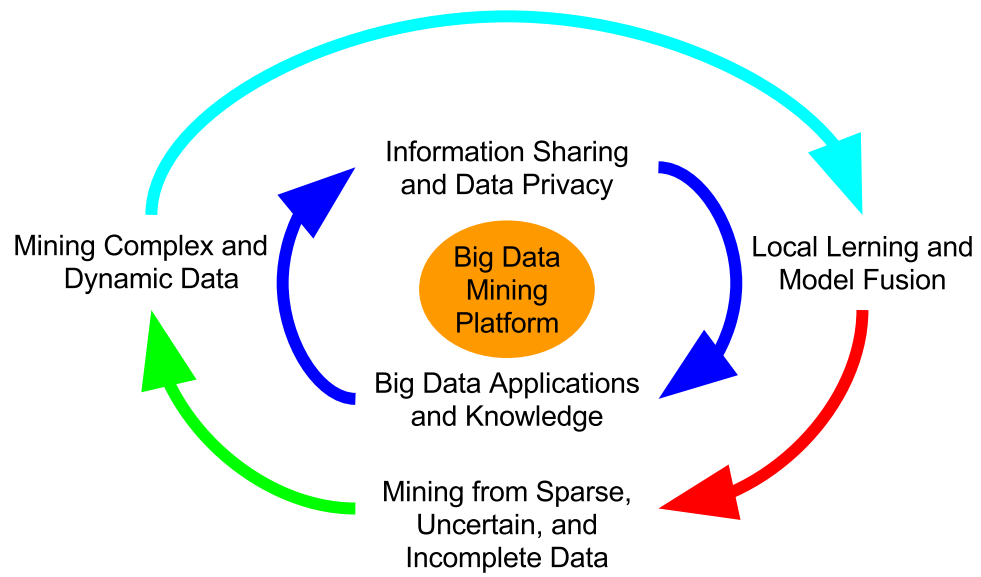 Information Sharing
and Data Privacy
Mining Complex and
Dynamic Data
Big Data
Mining
Platform
Local Lerning and
Model Fusion
Big Data Applications
and Knowledge
Mining from Sparse,
Uncertain, and
Incomplete Data